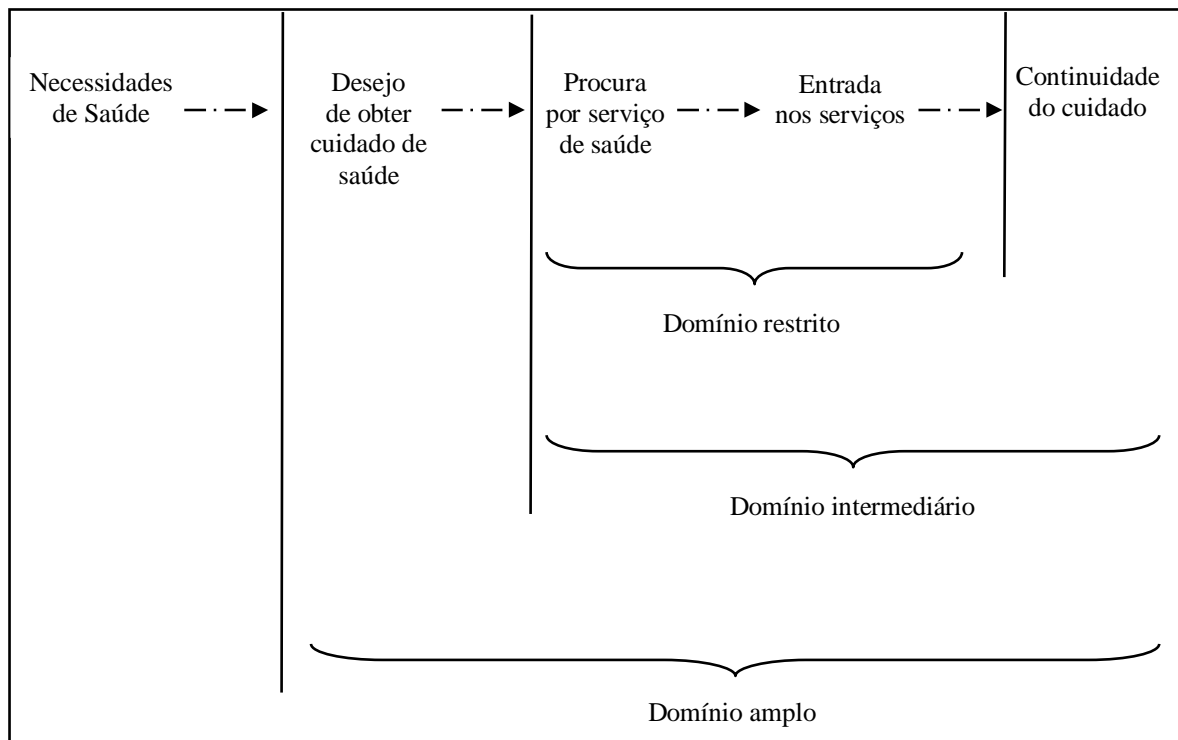 Necessidades
de Saúde
Desejo
de obter
cuidado de
saúde
Procura
por serviço
de saúde
Entrada
nos serviços
Continuidade
do cuidado
Domínio restrito
Domínio intermediário
Domínio amplo